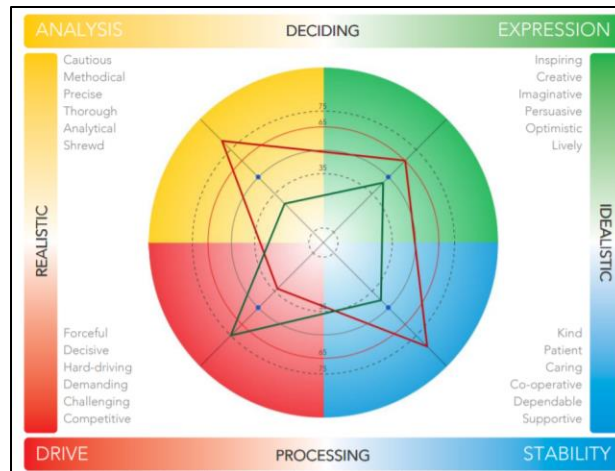 ANALYSIS
DECIDING
EXPRESSION
Cautious
Methodical
Precise
Thorough
Analytical
Shrewd
Inspiring
Creative
Imaginative
Persuasive
Optimistic
Lively
75
65
35
REALISTIC
IDEALISTIC
65
75
Forceful
Decisive
Hard-driving
Demanding
Challenging
Competitive
Kind
Patient
Caring
Co-operative
Dependable
Supportive
DRIVE
PROCESSING
STABILITY